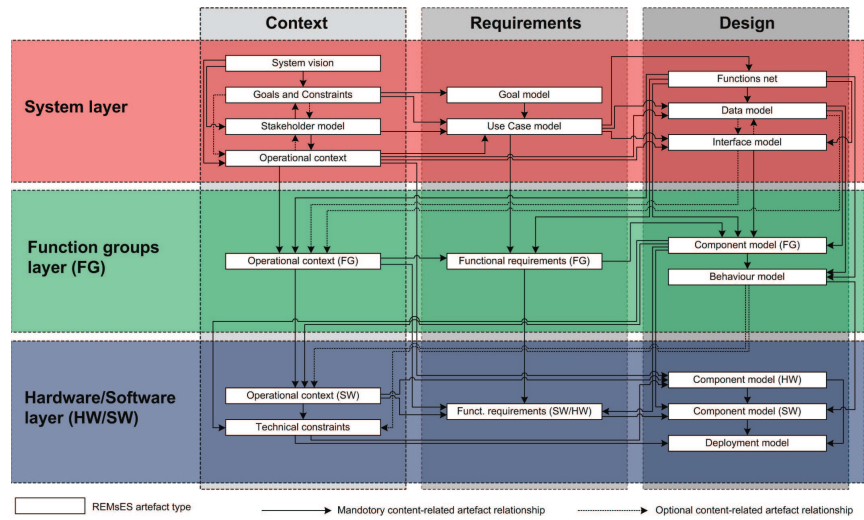 Context Requirements Design
System layer
System vision
Goals and Constraints
Stakeholder model
Operational context
Goal model
Use Case model
Functions net
Data model
Interface model
Function groups
layer (FG)
Operational context (FG)
Functional requirements (FG)
Component model (FG)
Behaviour model
Hardware/Software
layer (HW/SW)
Operational context (SW)
Technical constraints
Funct. requirements (SW/HW)
Component model (HW)
Component model (SW)
Deployment model
REMsES artefact type
Mandotory content-related artefact relationship
Optional content-related artefact relationship